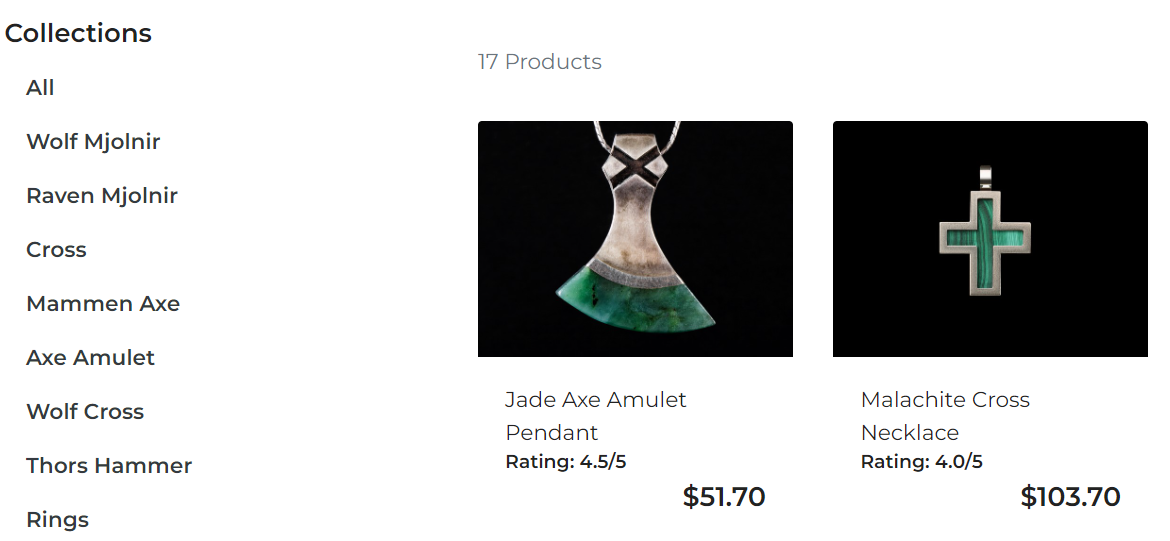 Collections
All
Wolf Mjolnir
Raven Mjolnir
Cross
Mammen Axe
Axe Amulet
Wolf Cross
Thors Hammer
Rings
17 Products
Jade Axe Amulet
Pendant
Rating: 4.5/5
$51.70
Malachite Cross
Necklace
Rating: 4.0/5
$103.70